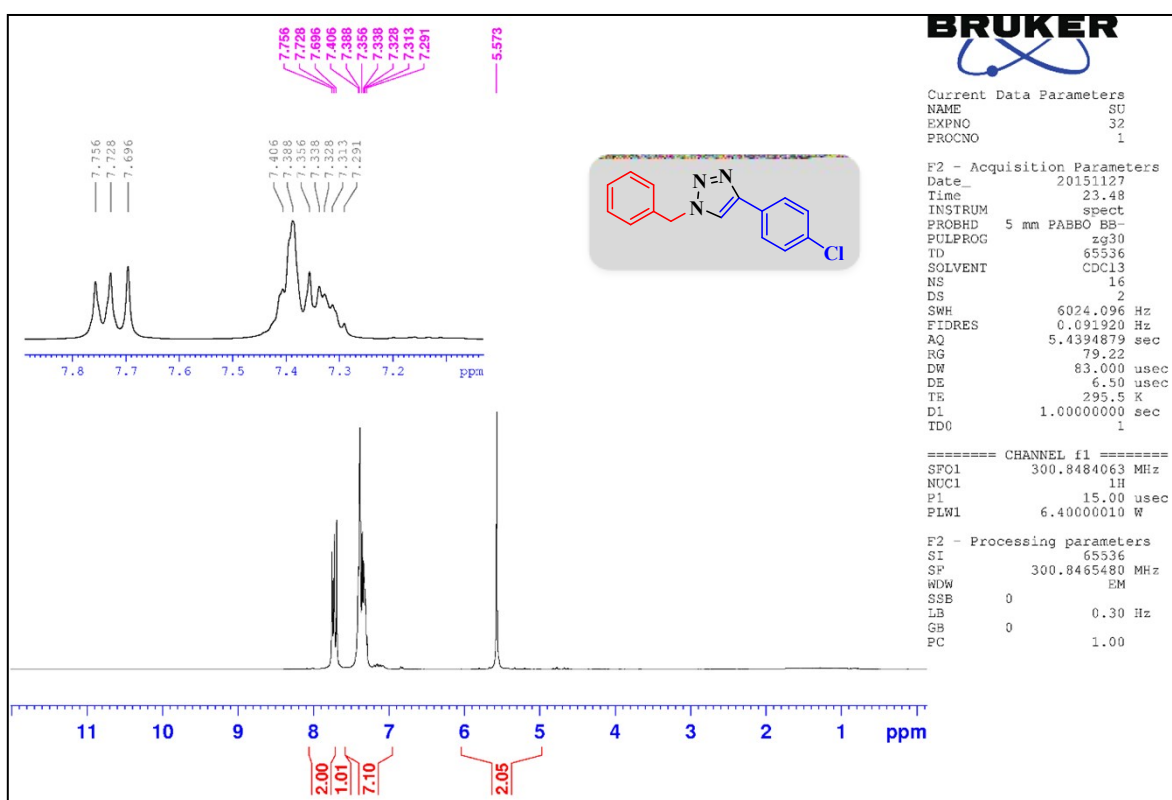 7.756
7.728
7.696
7.406
7.388
7.356
7.338
7.328
7.313
7.291
5.573
7.756
7.728
7.696
7.406
7.388
7.356
7.338
7.328
7.313
7.291
7.8 7.7 7.6 7.5 7.4 7.3 7.2 ppm
N=N
N
Cl
11 10 9 8 7 6 5 4 3 2 1 ppm
2.00
1.01
7.10
2.05
BRUKER
Current Data Parameters
NAME SU
EXPNO 32
PROCNO 1
F2 - Acquisition Parameters
Date_ 20151127
Time 23.48
INSTRUM spect
PROBHD 5 mm PABBO BB-
PULPROG zg30
TD 65536
SOLVENT CDCl3
NS 16
DS 2
SWH 6024.096 Hz
FIDRES 0.091920 Hz
AQ 5.4394879 sec
RG 79.22
DW 83.000 usec
DE 6.50 usec
TE 295.5 K
D1 1.00000000 sec
TD0 1
======== CHANNEL f1 ========
SFO1 300.8484063 MHz
NUC1 1H
P1 15.00 usec
PLW1 6.40000010 W
F2 - Processing parameters
SI 65536
SF 300.8465480 MHz
WDW EM
SSB 0
LB 0.30 Hz
GB 0
PC 1.00